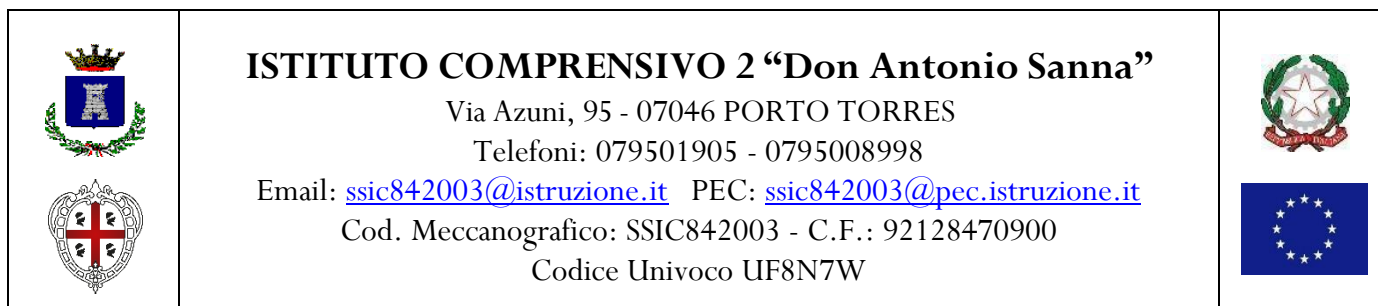 ISTITUTO COMPRENSIVO 2 “Don Antonio Sanna”
Via Azuni, 95 - 07046 PORTO TORRES
Telefoni: 079501905 - 0795008998
Email: ssic842003@istruzione.it PEC: ssic842003@pec.istruzione.it
Cod. Meccanografico: SSIC842003 - C.F.: 92128470900
Codice Univoco UF8N7W